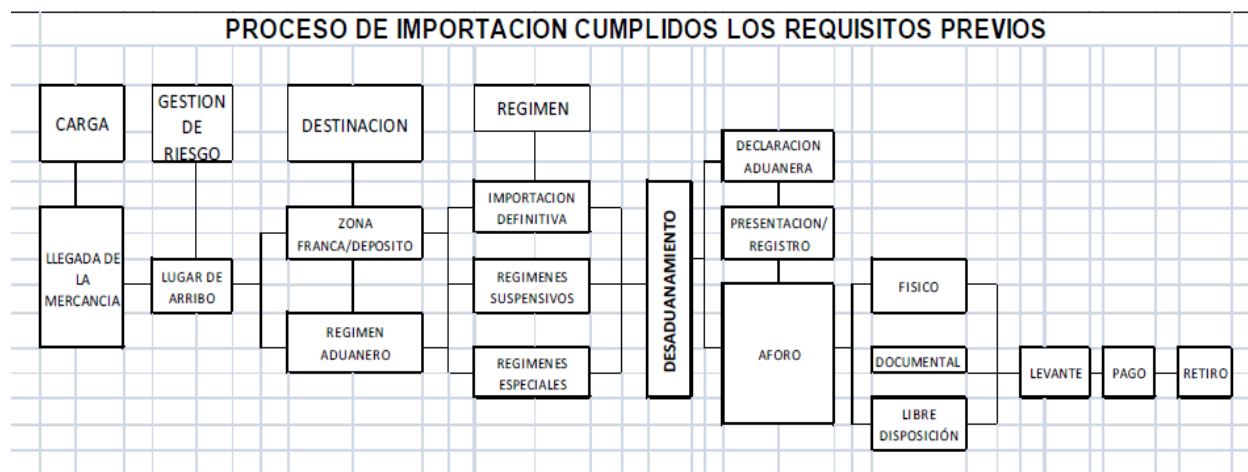 PROCESO DE IMPORTACION CUMPLIDOS LOS REQUISITOS PREVIOS
CARGA
GESTION
DE
RIESGO
DESTINACION
REGIMEN
LLEGADA DE
LA
MERCANCIA
LUGAR DE
ARRIBO
ZONA
FRANCA/DEPOSITO
REGIMEN
ADUANERO
IMPORTACION
DEFINITIVA
REGIMENES
SUSPENSIVOS
REGIMENES
ESPECIALES
DESADUANAMIENTO
DECLARACION
ADUANERA
PRESENTACION/
REGISTRO
AFORO
FISICO
DOCUMENTAL
LIBRE
DISPOSICIÓN
LEVANTE
PAGO
RETIRO